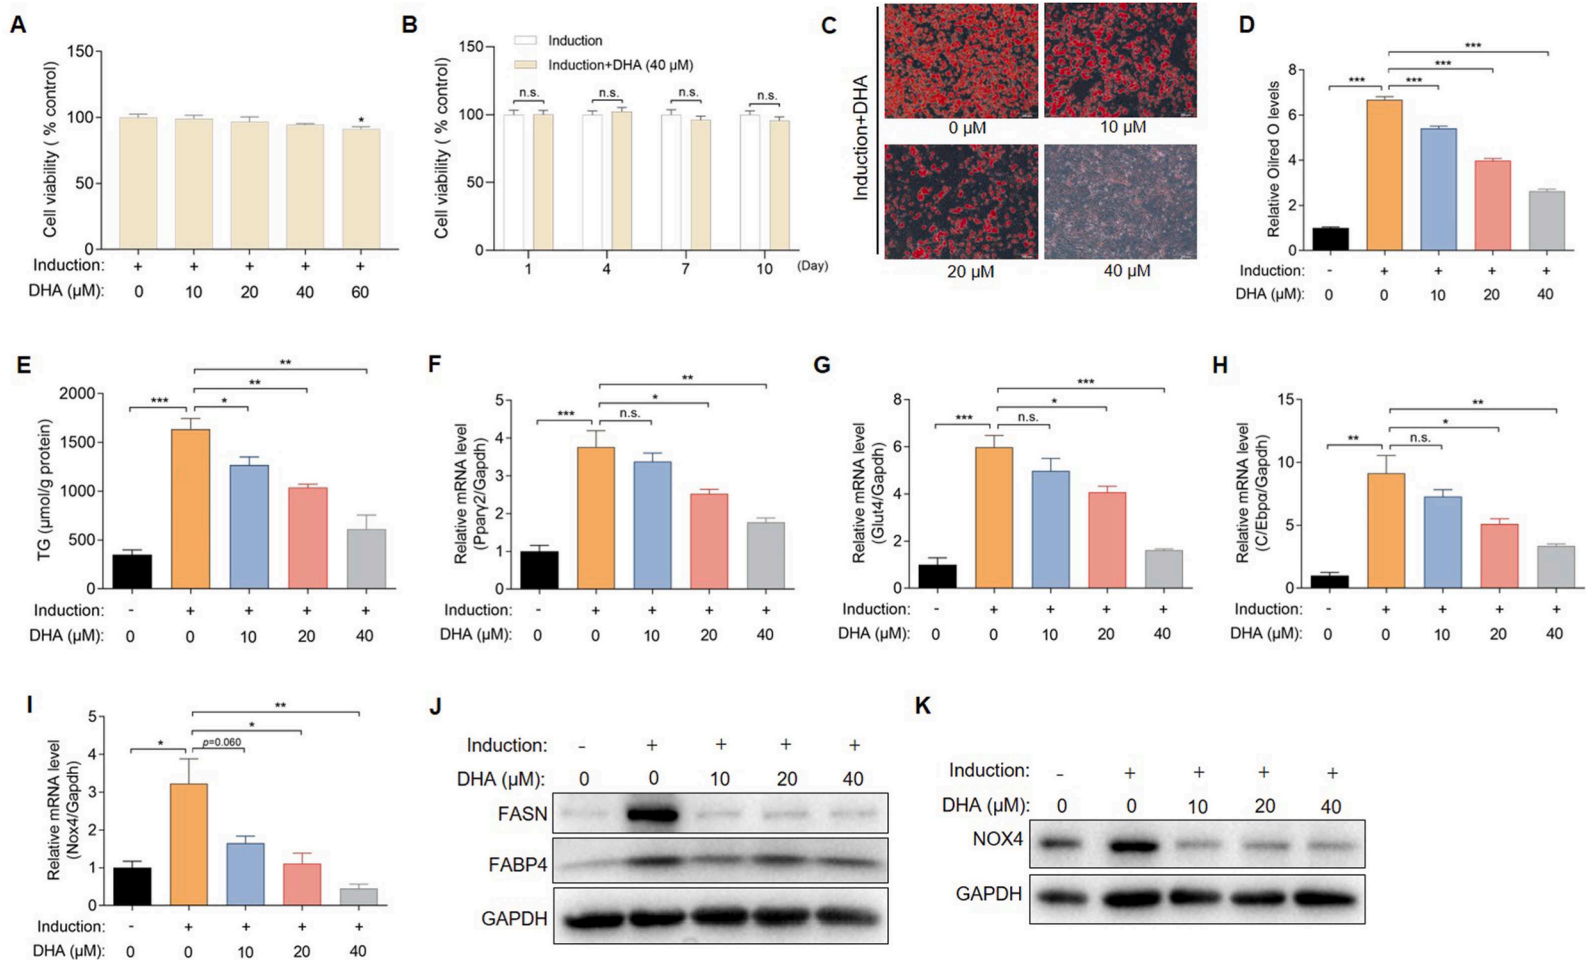 A
Cell viability ( % control)
150
100
50
0
*
Induction: + + + + +
DHA (μM): 0 10 20 40 60
B
Cell viability ( % control)
150
100
50
0
Induction
Induction+DHA (40 μM)
n.s. n.s. n.s. n.s.
1 4 7 10 (Day)
C
Induction+DHA
0 μM 10 μM
20 μM 40 μM
D
Relative Oilred O levels
8
6
4
2
0
***
***
*** ***
Induction: - + + + +
DHA (μM): 0 0 10 20 40
E
TG (μmol/g protein)
2000
1500
1000
500
0
**
**
*** *
Induction: - + + + +
DHA (μM): 0 0 10 20 40
F
Relative mRNA level
(Pparγ2/Gapdh)
5
4
3
2
1
0
**
*
*** n.s.
Induction: - + + + +
DHA (μM): 0 0 10 20 40
G
Relative mRNA level
(Glut4/Gapdh)
8
6
4
2
0
***
*
*** n.s.
Induction: - + + + +
DHA (μM): 0 0 10 20 40
H
Relative mRNA level
(C/Ebpα/Gapdh)
15
10
5
0
**
*
** n.s.
Induction: - + + + +
DHA (μM): 0 0 10 20 40
I
Relative mRNA level
(Nox4/Gapdh)
5
4
3
2
1
0
**
*
* p=0.060
Induction: - + + + +
DHA (μM): 0 0 10 20 40
J
Induction: - + + + +
DHA (μM): 0 0 10 20 40
FASN
FABP4
GAPDH
K
Induction: - + + + +
DHA (μM): 0 0 10 20 40
NOX4
GAPDH